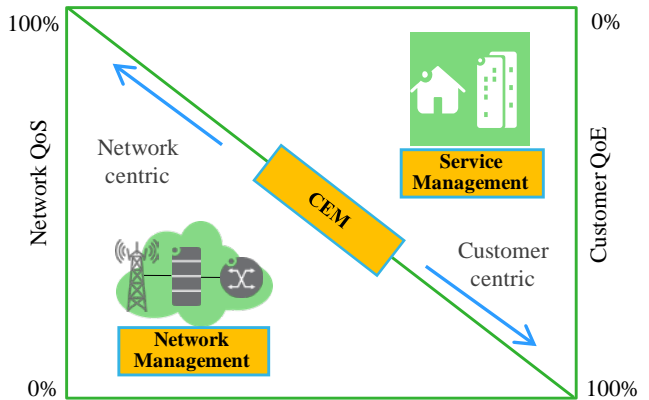 100%
0%
Network QoS
Network
centric
Service
Management
CEM
Customer QoE
Customer
centric
Network
Management
0%
100%